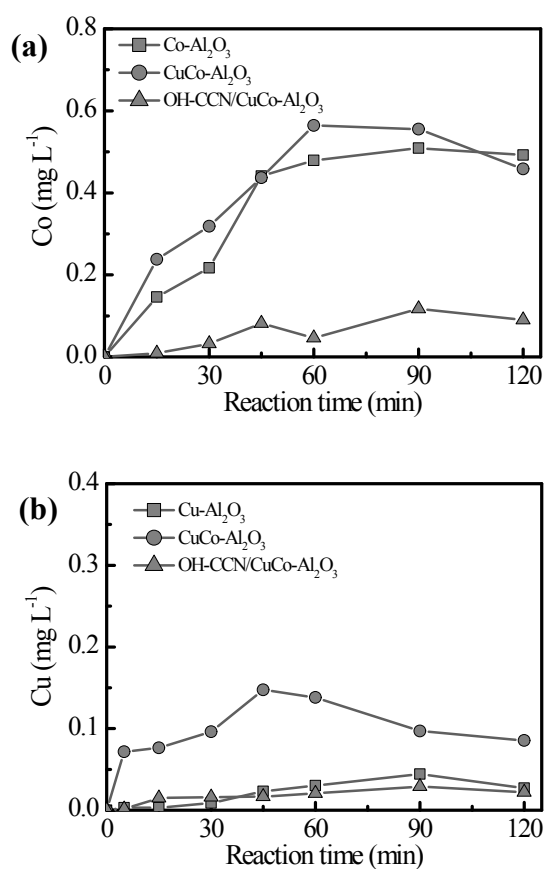 (a)
Co-Al₂O₃
CuCo-Al₂O₃
OH-CCN/CuCo-Al₂O₃
0.8
0.6
0.4
0.2
0.0
Co (mg L⁻¹)
0 30 60 90 120
Reaction time (min)
(b)
Cu-Al₂O₃
CuCo-Al₂O₃
OH-CCN/CuCo-Al₂O₃
0.4
0.3
0.2
0.1
0.0
Cu (mg L⁻¹)
0 30 60 90 120
Reaction time (min)